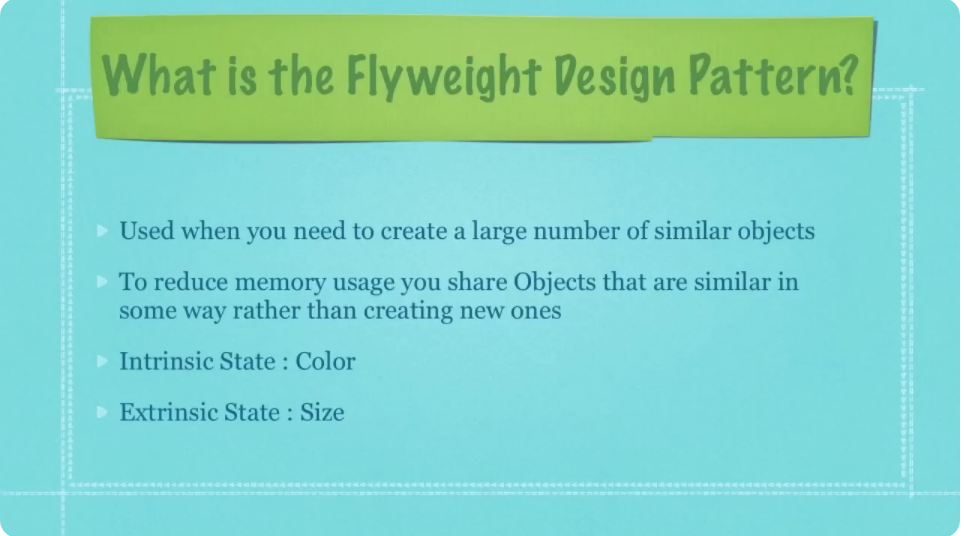 What is the Flyweight Design Pattern?
Used when you need to create a large number of similar objects
To reduce memory usage you share Objects that are similar in
some way rather than creating new ones
Intrinsic State : Color
Extrinsic State : Size